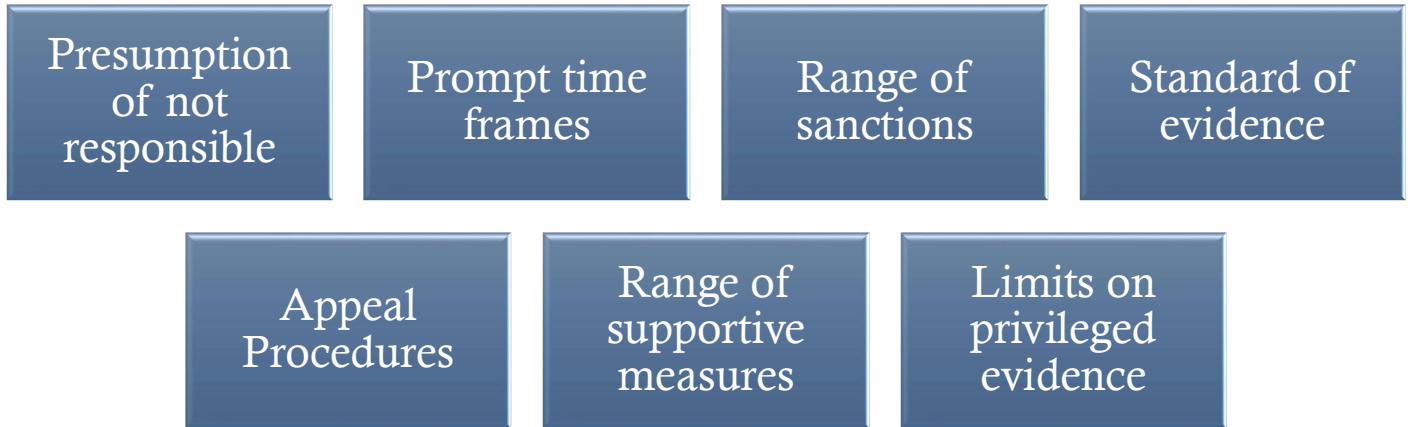 Presumption
of not
responsible
Prompt time
frames
Range of
sanctions
Standard of
evidence
Appeal
Procedures
Range of
supportive
measures
Limits on
privileged
evidence